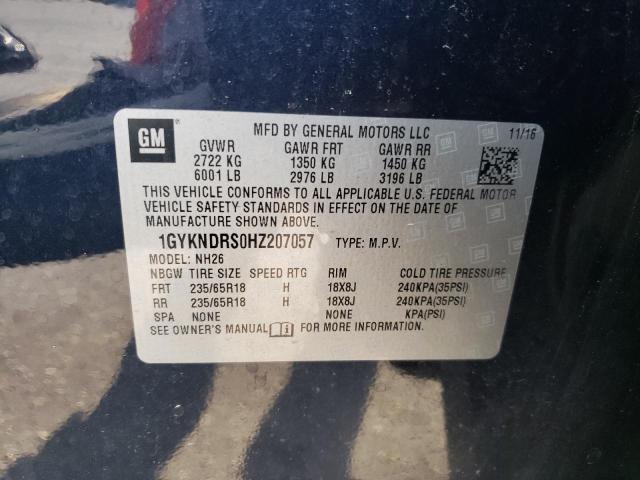 GM
MFD BY GENERAL MOTORS LLC 11/16
GVWR GAWR FRT GAWR RR
2722 KG 1350 KG 1450 KG
6001 LB 2976 LB 3196 LB
THIS VEHICLE CONFORMS TO ALL APPLICABLE U.S. FEDERAL MOTOR
VEHICLE SAFETY STANDARDS IN EFFECT ON THE DATE OF
MANUFACTURE SHOWN ABOVE.
1GYKNDRS0HZ207057 TYPE: M.P.V.
MODEL: NH26
NBGW TIRE SIZE SPEED RTG RIM COLD TIRE PRESSURE
FRT 235/65R18 H 18X8J 240KPA(35PSI)
RR 235/65R18 H 18X8J 240KPA(35PSI)
SPA NONE NONE KPA(PSI)
SEE OWNER'S MANUAL FOR MORE INFORMATION.